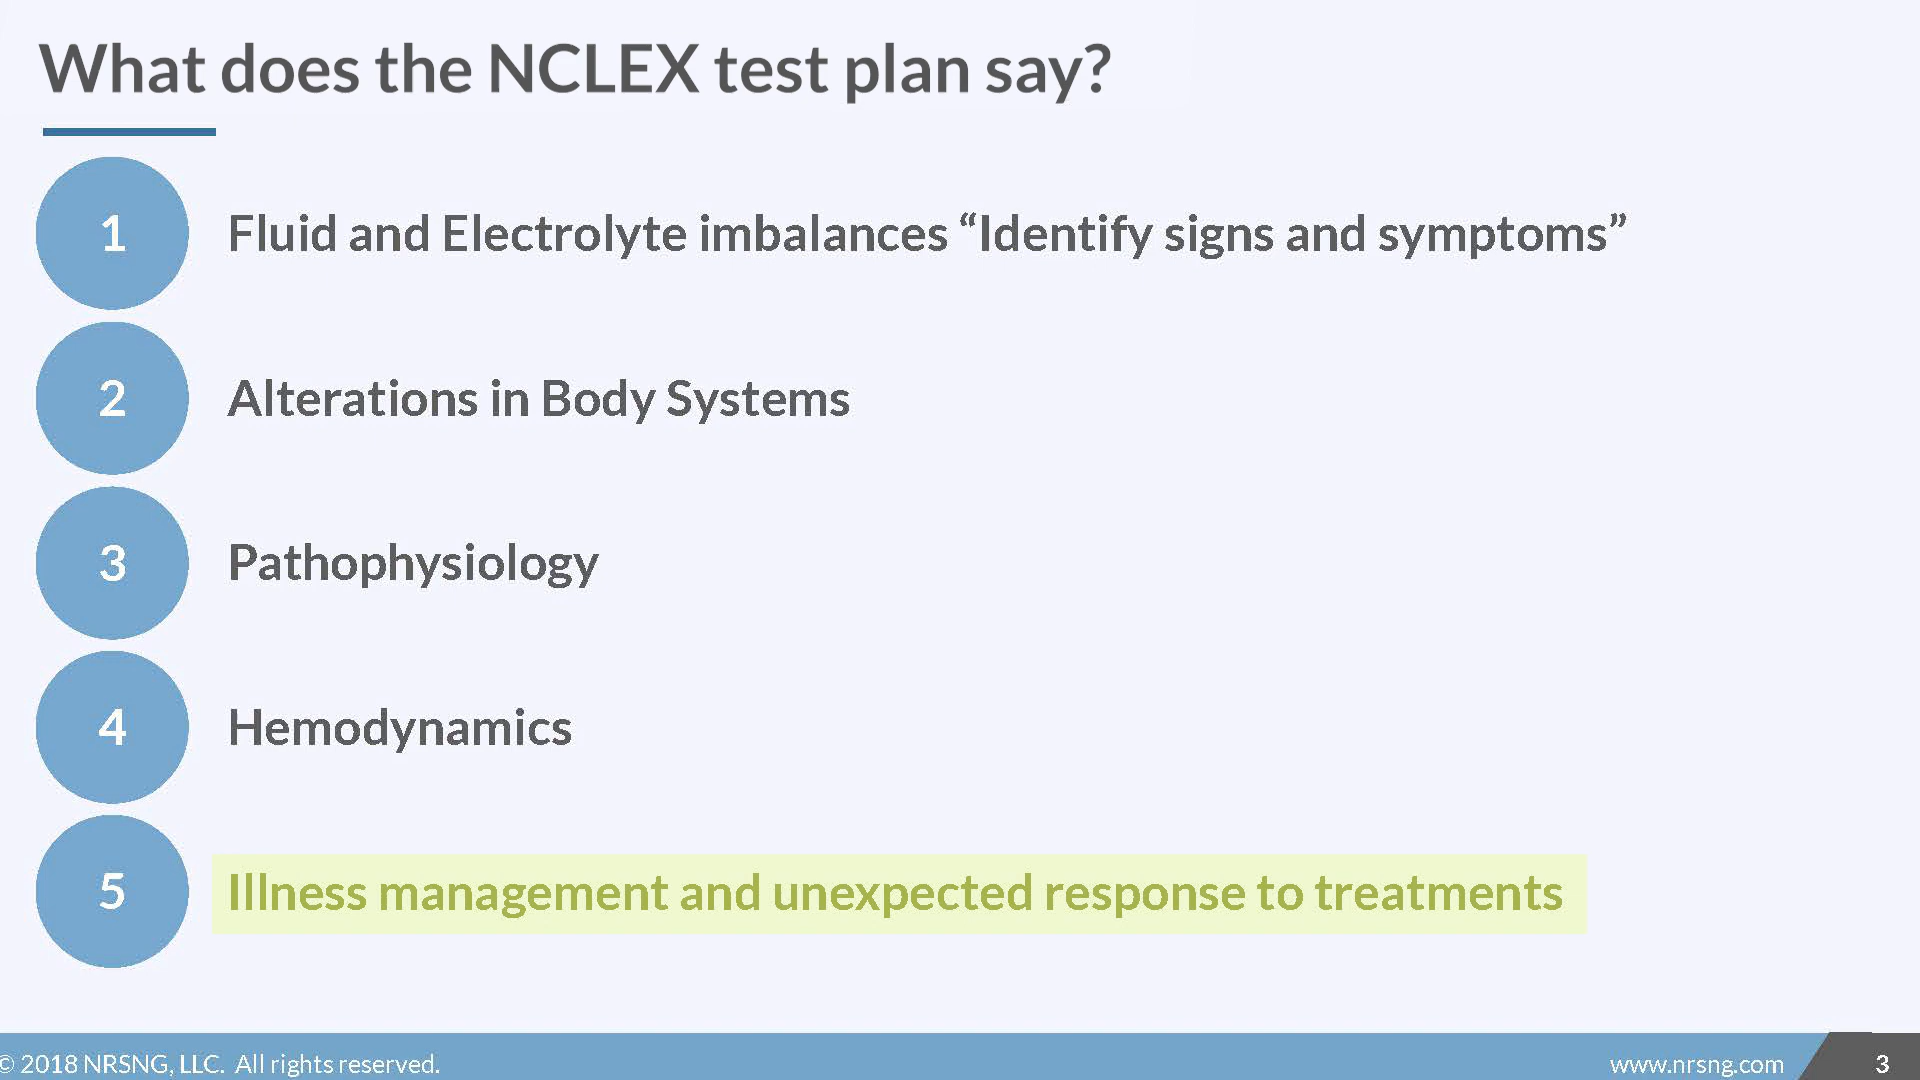 What does the NCLEX test plan say?
1 Fluid and Electrolyte imbalances “Identify signs and symptoms”
2 Alterations in Body Systems
3 Pathophysiology
4 Hemodynamics
5 Illness management and unexpected response to treatments
© 2018 NRSNG, LLC. All rights reserved. www.nrsng.com 3